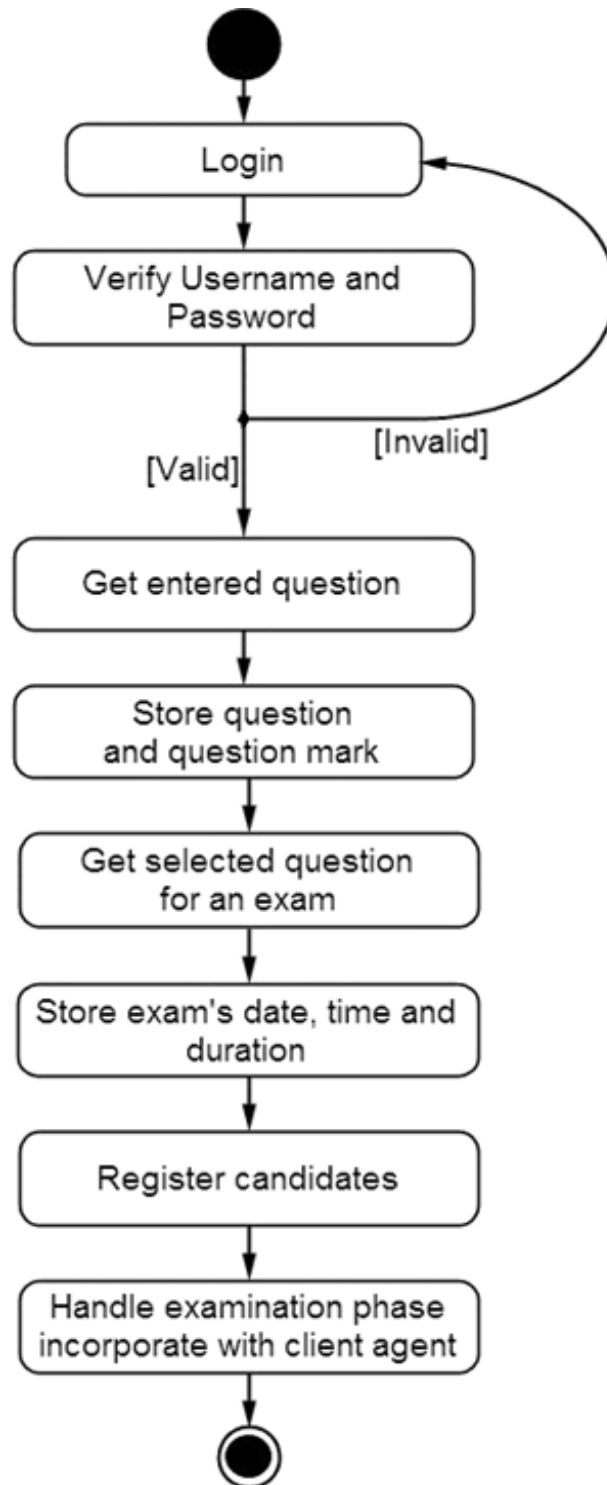 Login
Verify Username and
Password
[Invalid]
[Valid]
Get entered question
Store question
and question mark
Get selected question
for an exam
Store exam's date, time and
duration
Register candidates
Handle examination phase
incorporate with client agent